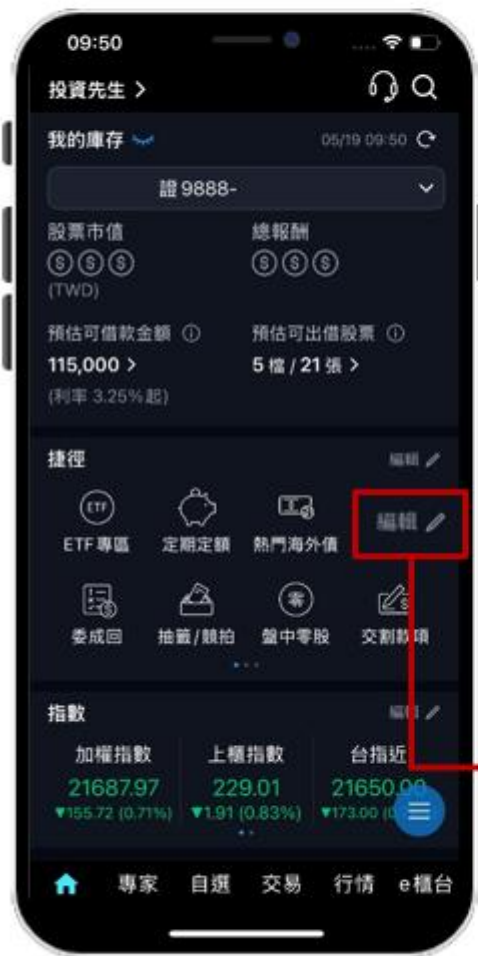 09:50
投資先生 >
我的庫存 05/19 09:50
證 9888-
股票市值 總報酬
(TWD)
預估可借款金額 預估可出借股票
115,000 > 5 檔 / 21 張 >
(利率 3.25%起)
捷徑 編輯
ETF
ETF專區 定期定額 熱門海外債 編輯
零
委成回 抽籤/競拍 盤中零股 交割款項
指數
加權指數 上櫃指數 台指近
21687.97 229.01 21650.00
▼155.72 (0.71%) ▼1.91 (0.83%) ▼173.00
專家 自選 交易 行情 e櫃台